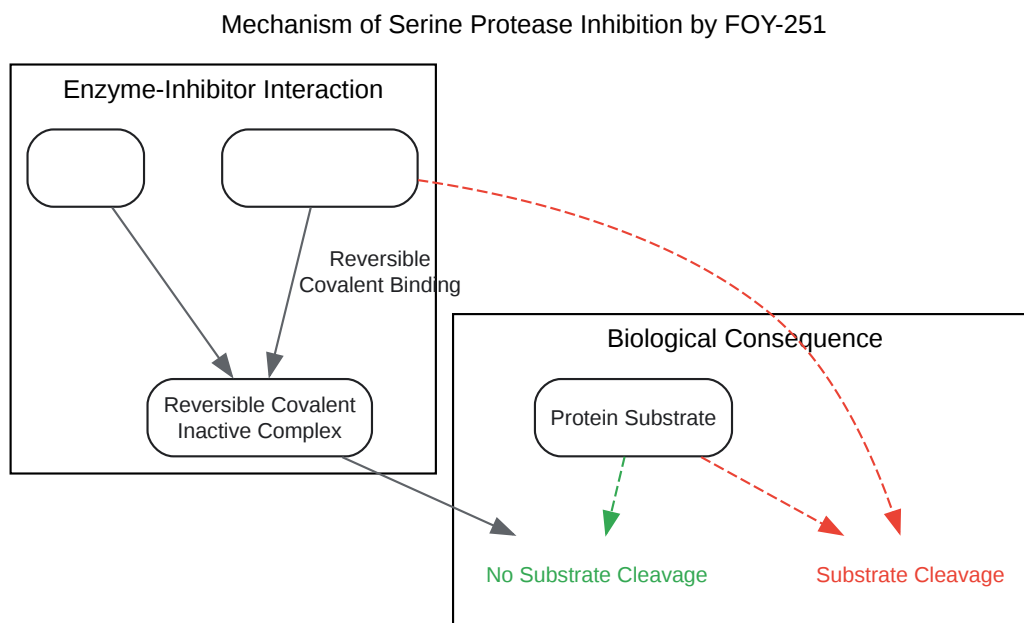 Mechanism of Serine Protease Inhibition by FOY-251
Enzyme-Inhibitor Interaction
Reversible
Covalent Binding
Biological Consequence
Reversible Covalent
Inactive Complex
Protein Substrate
No Substrate Cleavage
Substrate Cleavage